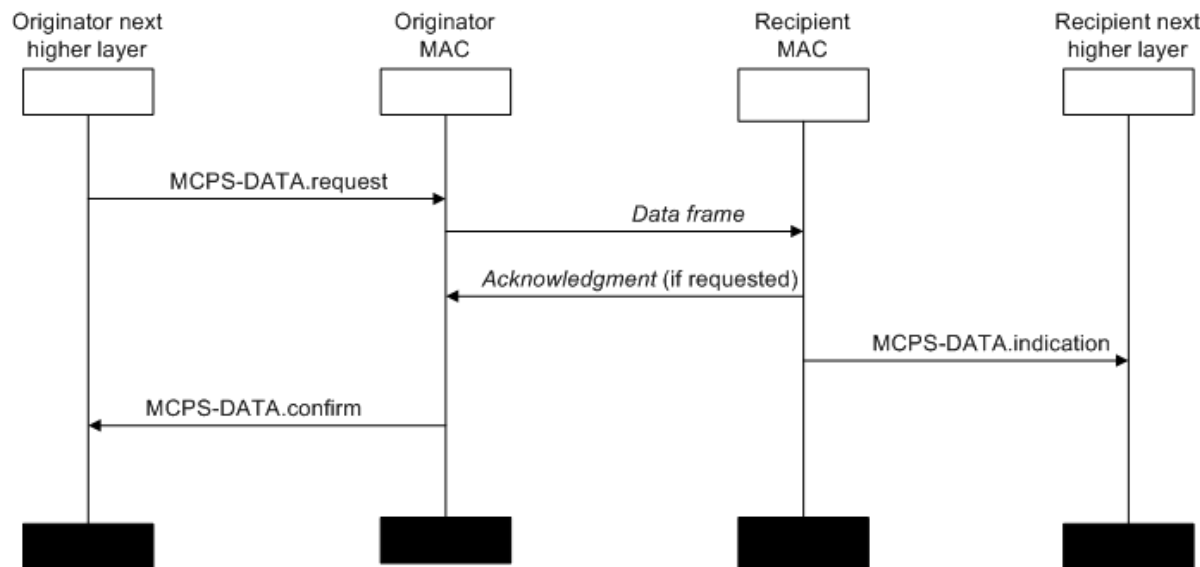 Originator next
higher layer
Originator
MAC
Recipient
MAC
Recipient next
higher layer
MCPS-DATA.request
Data frame
Acknowledgment (if requested)
MCPS-DATA.indication
MCPS-DATA.confirm